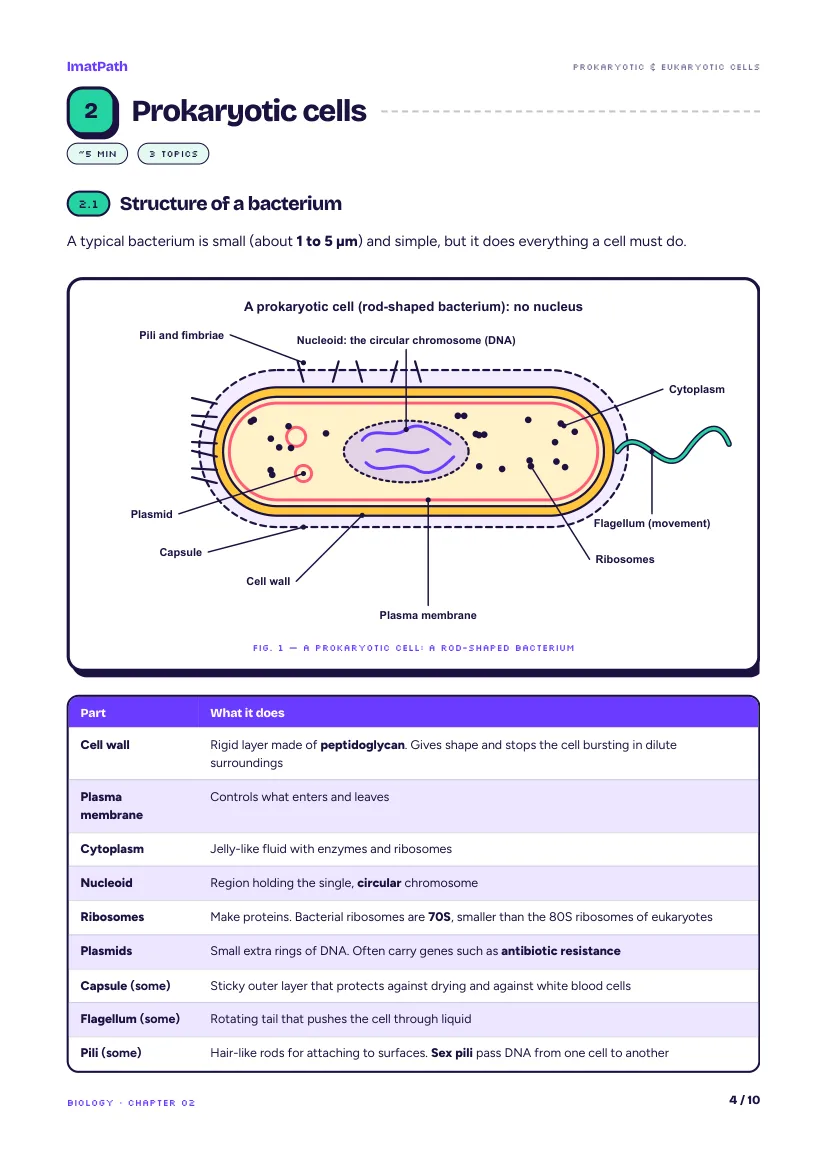 ImatPath
PROKARYOTIC & EUKARYOTIC CELLS
2
Prokaryotic cells
~5 MIN
3 TOPICS
2.1
Structure of a bacterium
A typical bacterium is small (about 1 to 5 µm) and simple, but it does everything a cell must do.
A prokaryotic cell (rod-shaped bacterium): no nucleus
Pili and fimbriae
Nucleoid: the circular chromosome (DNA)
Cytoplasm
Plasmid
Flagellum (movement)
Capsule
Ribosomes
Cell wall
Plasma membrane
FIG. 1 — A PROKARYOTIC CELL: A ROD-SHAPED BACTERIUM
Part What it does
Cell wall Rigid layer made of peptidoglycan. Gives shape and stops the cell bursting in dilute
surroundings
Plasma Controls what enters and leaves
membrane
Cytoplasm Jelly-like fluid with enzymes and ribosomes
Nucleoid Region holding the single, circular chromosome
Ribosomes Make proteins. Bacterial ribosomes are 70S, smaller than the 80S ribosomes of eukaryotes
Plasmids Small extra rings of DNA. Often carry genes such as antibiotic resistance
Capsule (some) Sticky outer layer that protects against drying and against white blood cells
Flagellum (some) Rotating tail that pushes the cell through liquid
Pili (some) Hair-like rods for attaching to surfaces. Sex pili pass DNA from one cell to another
BIOLOGY · CHAPTER 02
4 / 10